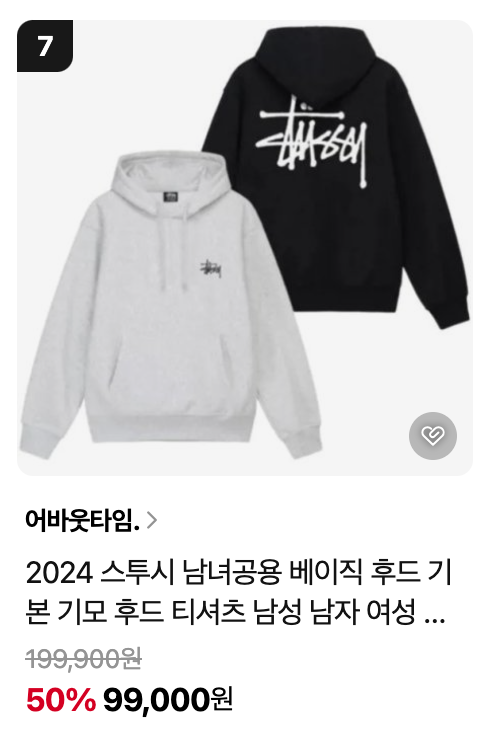 7
STUSSY
어바웃타임.
2024 스투시 남녀공용 베이직 후드 기
본 기모 후드 티셔츠 남성 남자 여성 ...
199,900원
50% 99,000원